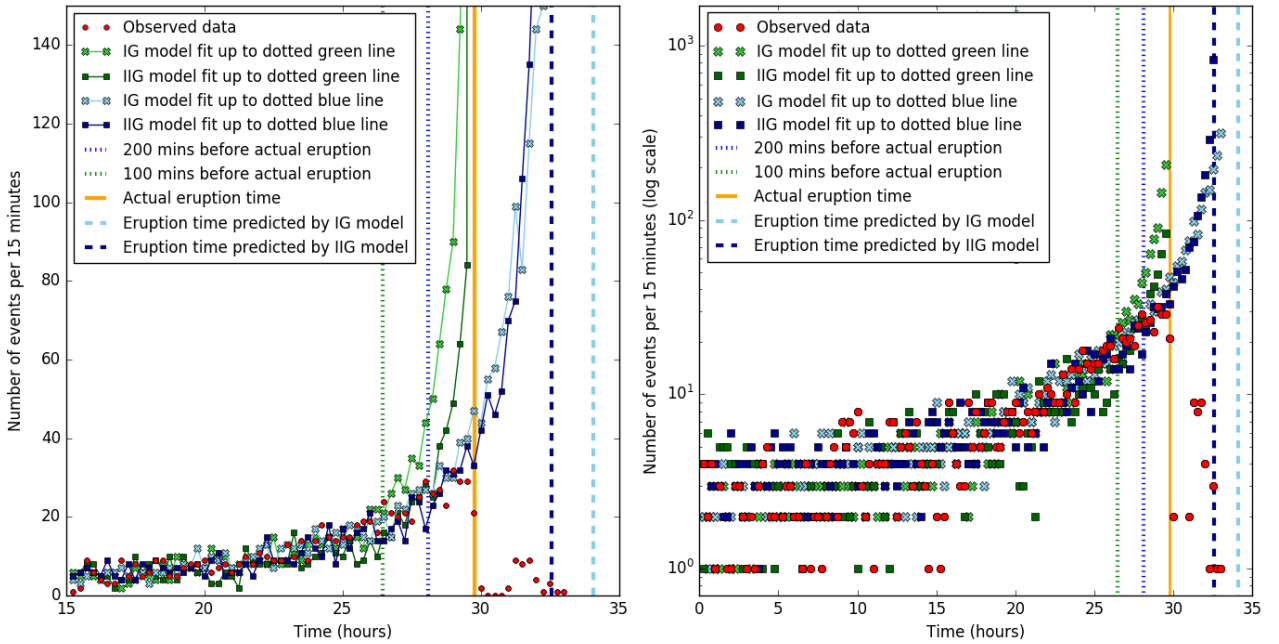 Number of events per 15 minutes
140
120
100
80
60
40
20
0
Observed data
IG model fit up to dotted green line
IIG model fit up to dotted green line
IG model fit up to dotted blue line
IIG model fit up to dotted blue line
200 mins before actual eruption
100 mins before actual eruption
Actual eruption time
Eruption time predicted by IG model
Eruption time predicted by IIG model
15 20 25 30 35
Time (hours)
Number of events per 15 minutes (log scale)
10³
10²
10¹
10⁰
Observed data
IG model fit up to dotted green line
IIG model fit up to dotted green line
IG model fit up to dotted blue line
IIG model fit up to dotted blue line
200 mins before actual eruption
100 mins before actual eruption
Actual eruption time
Eruption time predicted by IG model
Eruption time predicted by IIG model
0 5 10 15 20 25 30 35
Time (hours)